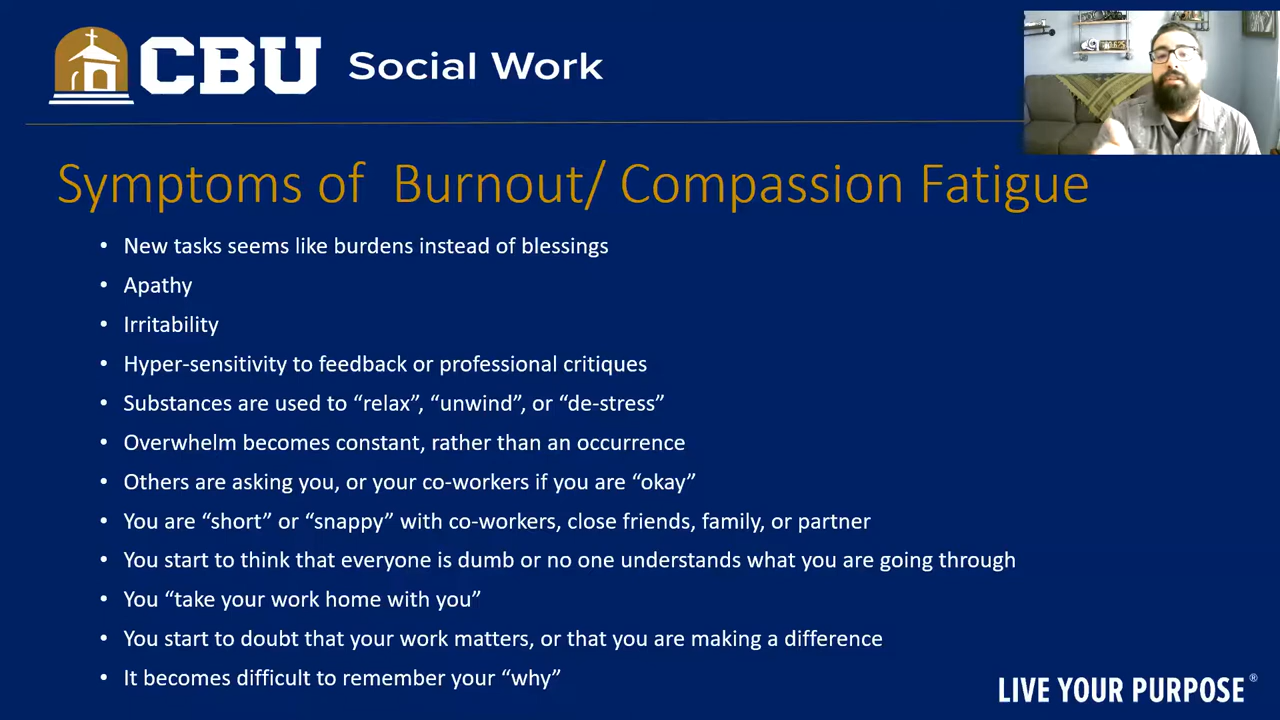 CBU Social Work
Symptoms of Burnout/ Compassion Fatigue
• New tasks seems like burdens instead of blessings
• Apathy
• Irritability
• Hyper-sensitivity to feedback or professional critiques
• Substances are used to “relax”, “unwind”, or “de-stress”
• Overwhelm becomes constant, rather than an occurrence
• Others are asking you, or your co-workers if you are “okay”
• You are “short” or “snappy” with co-workers, close friends, family, or partner
• You start to think that everyone is dumb or no one understands what you are going through
• You “take your work home with you”
• You start to doubt that your work matters, or that you are making a difference
• It becomes difficult to remember your “why”
LIVE YOUR PURPOSE®